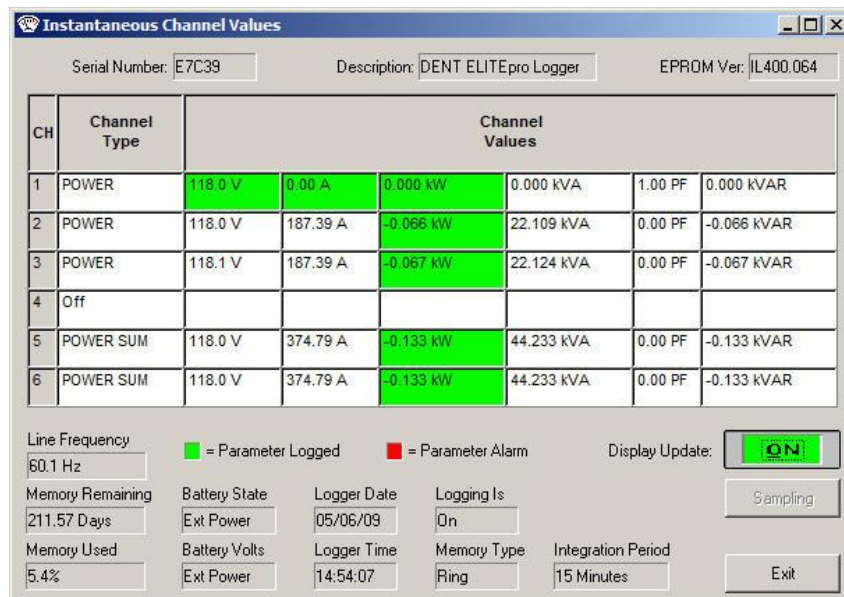 Instantaneous Channel Values
Serial Number: E7C39 Description: DENT ELITEpro Logger EPROM Ver: IL400.064
CH Channel Type Channel Values
1 POWER 118.0 V 0.00 A 0.000 kW 0.000 kVA 1.00 PF 0.000 kVAR
2 POWER 118.0 V 187.39 A -0.066 kW 22.109 kVA 0.00 PF -0.066 kVAR
3 POWER 118.1 V 187.39 A -0.067 kW 22.124 kVA 0.00 PF -0.067 kVAR
4 Off
5 POWER SUM 118.0 V 374.79 A -0.133 kW 44.233 kVA 0.00 PF -0.133 kVAR
6 POWER SUM 118.0 V 374.79 A -0.133 kW 44.233 kVA 0.00 PF -0.133 kVAR
Line Frequency = Parameter Logged = Parameter Alarm Display Update: ON
60.1 Hz
Memory Remaining Battery State Logger Date Logging Is Sampling
211.57 Days Ext Power 05/06/09 On
Memory Used Battery Volts Logger Time Memory Type Integration Period
5.4% Ext Power 14:54:07 Ring 15 Minutes Exit